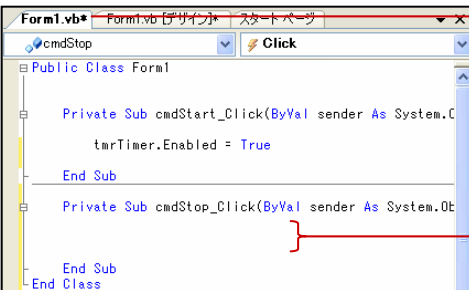 Form1.vb* Form1.vb [デザイン]* スタート ページ
cmdStop Click
Public Class Form1
Private Sub cmdStart_Click(ByVal sender As System.O
tmrTimer.Enabled = True
End Sub
Private Sub cmdStop_Click(ByVal sender As System.Ob
End Sub
End Class